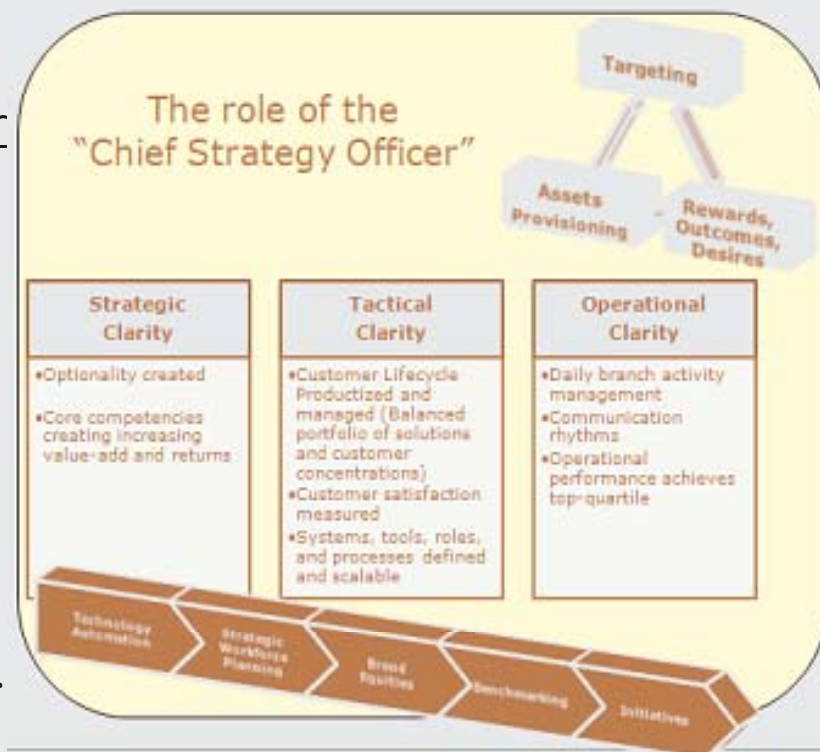 The role of the
“Chief Strategy Officer”
Targeting
Assets
Provisioning
Rewards,
Outcomes,
Desires
Strategic
Clarity
•Optionality created
•Core competencies
creating increasing
value-add and returns
Tactical
Clarity
•Customer Lifecycle
Productized and
managed (Balanced
portfolio of solutions
and customer
concentrations)
•Customer satisfaction
measured
•Systems, tools, roles,
and processes defined
and scalable
Operational
Clarity
•Daily branch activity
management
•Communication
rhythms
•Operational
performance achieves
top-quartile
Technology
Automation
Strategic
Workforce
Planning
Brand
Equities
Benchmarking
Initiatives